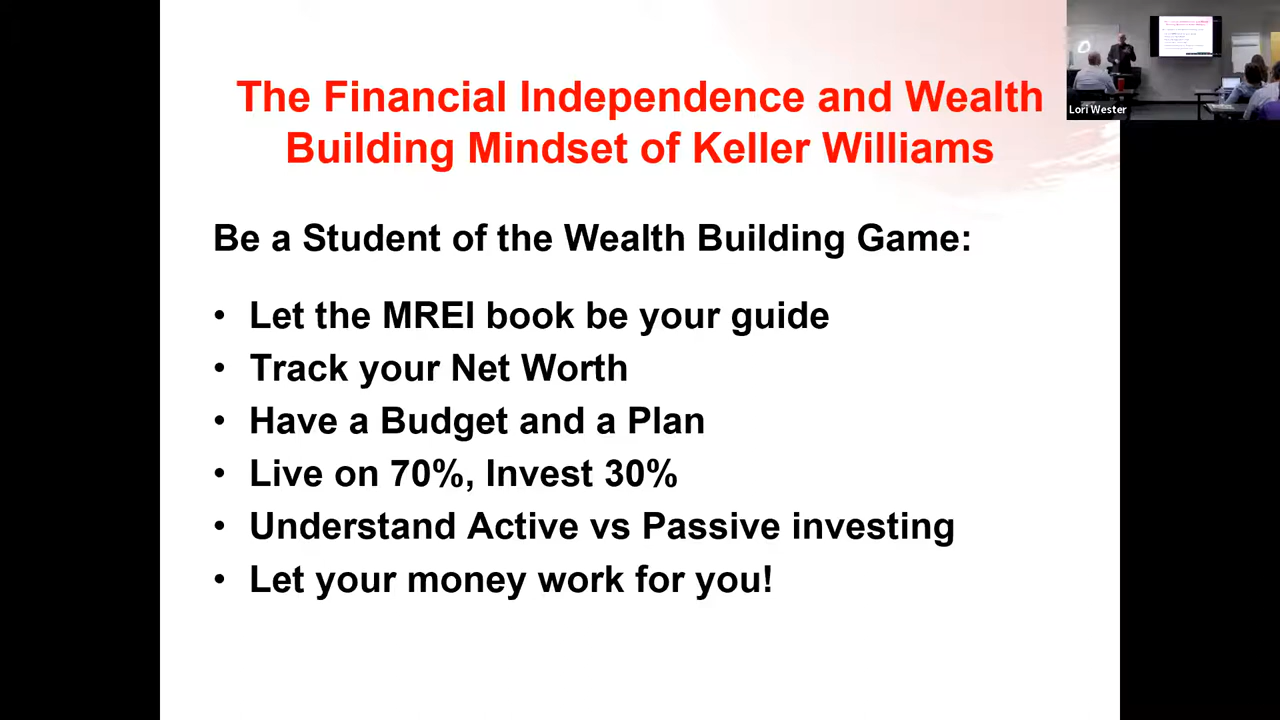 The Financial Independence and Wealth
Building Mindset of Keller Williams
Lori Wester
Be a Student of the Wealth Building Game:
• Let the MREI book be your guide
• Track your Net Worth
• Have a Budget and a Plan
• Live on 70%, Invest 30%
• Understand Active vs Passive investing
• Let your money work for you!